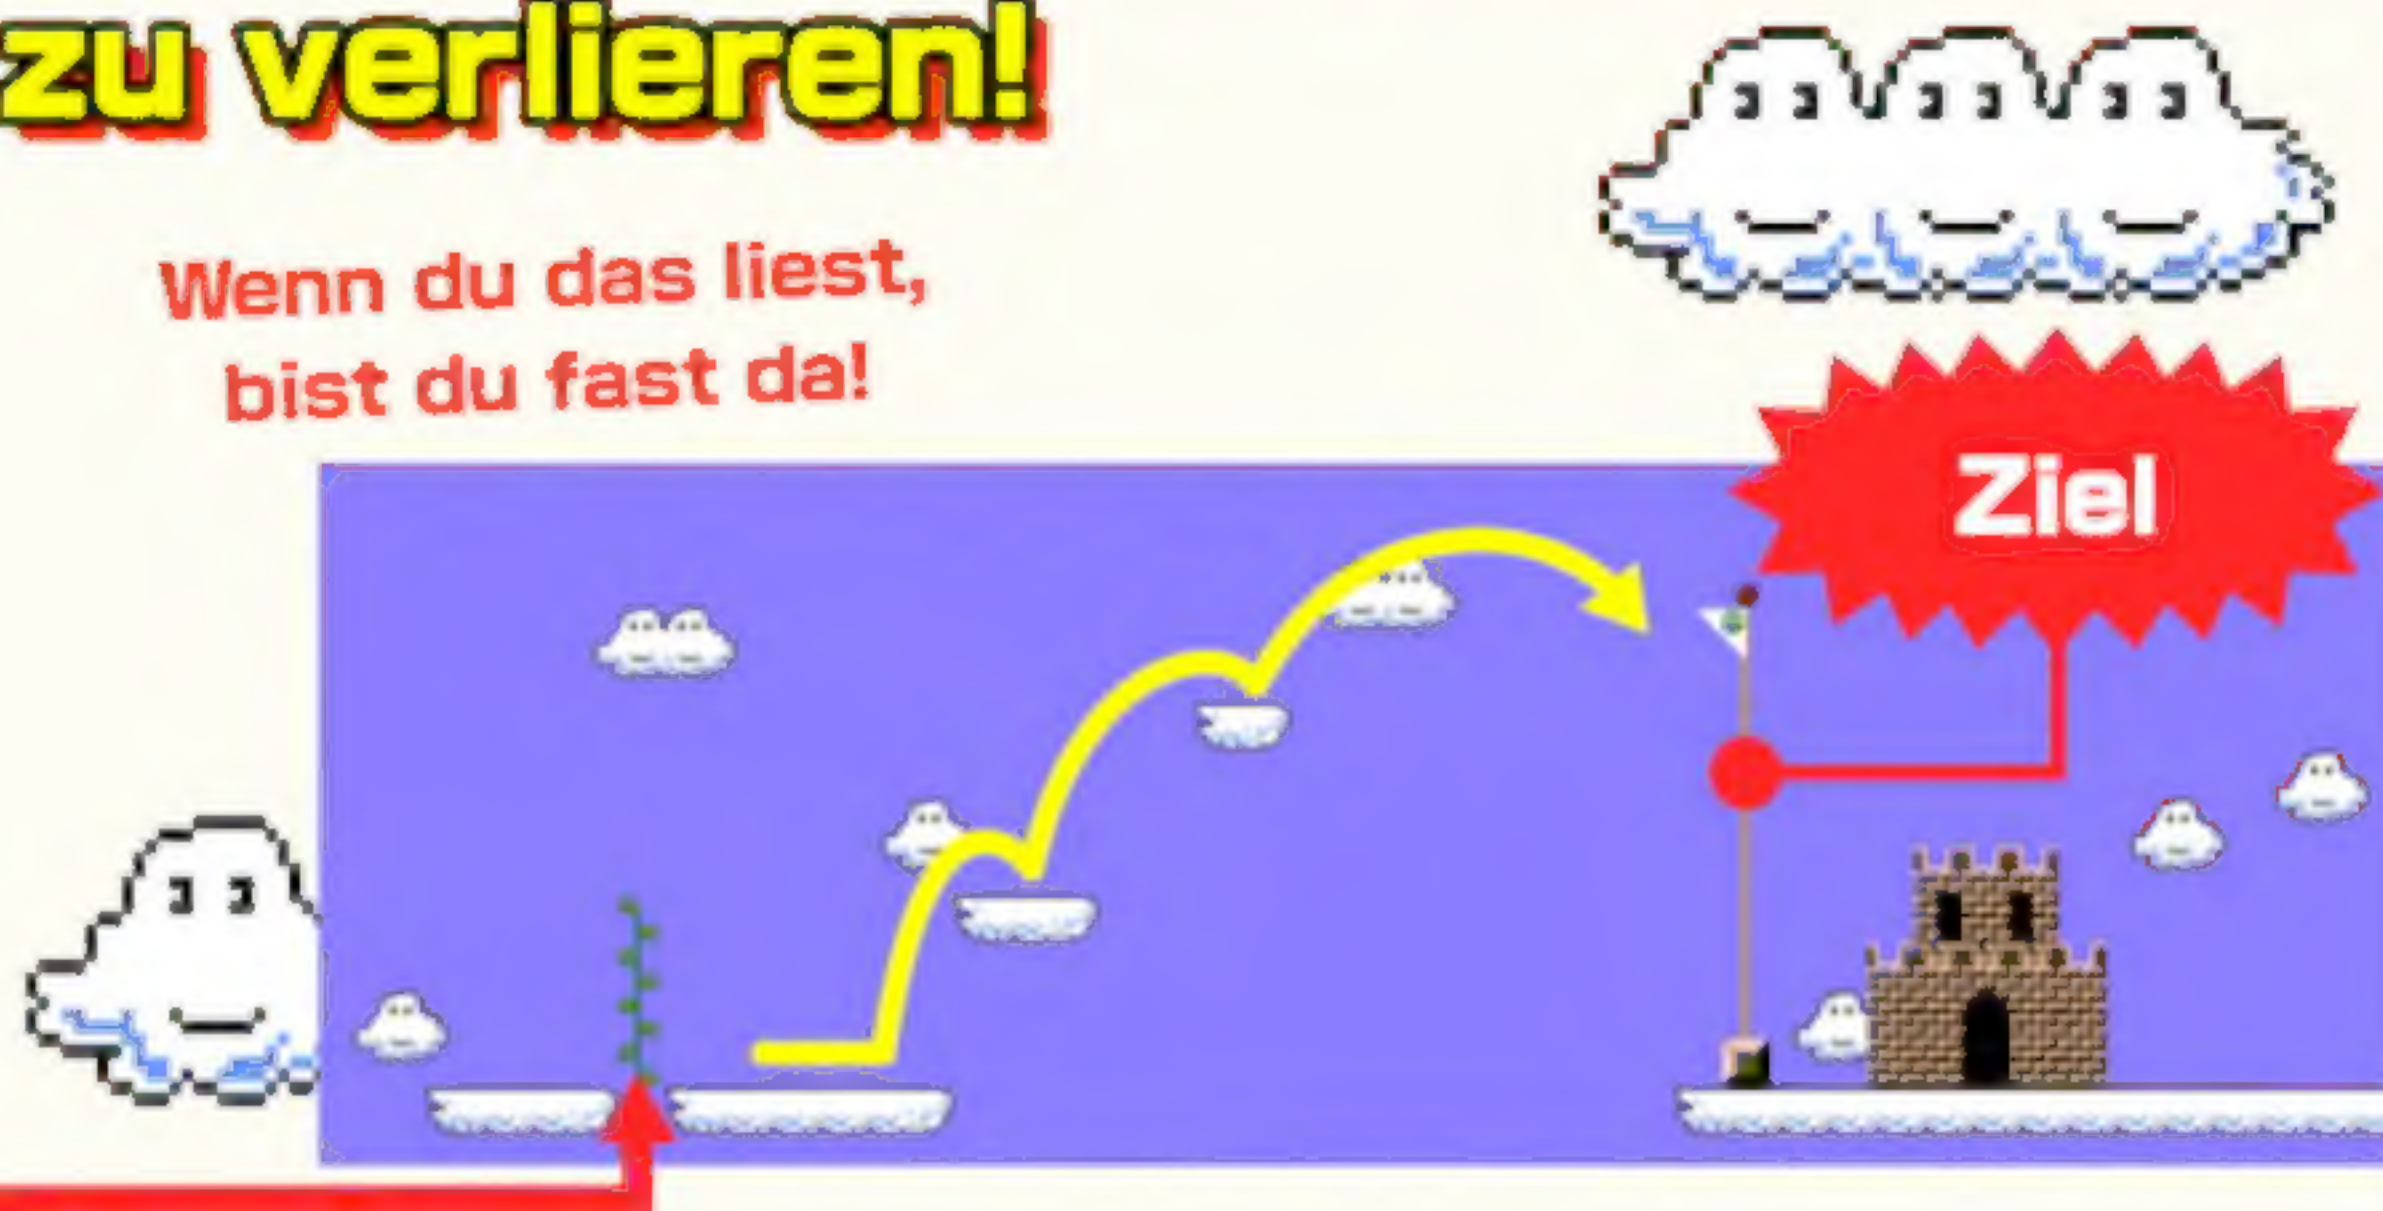 zu verlieren!
Wenn du das liest,
bist du fast da!
Ziel